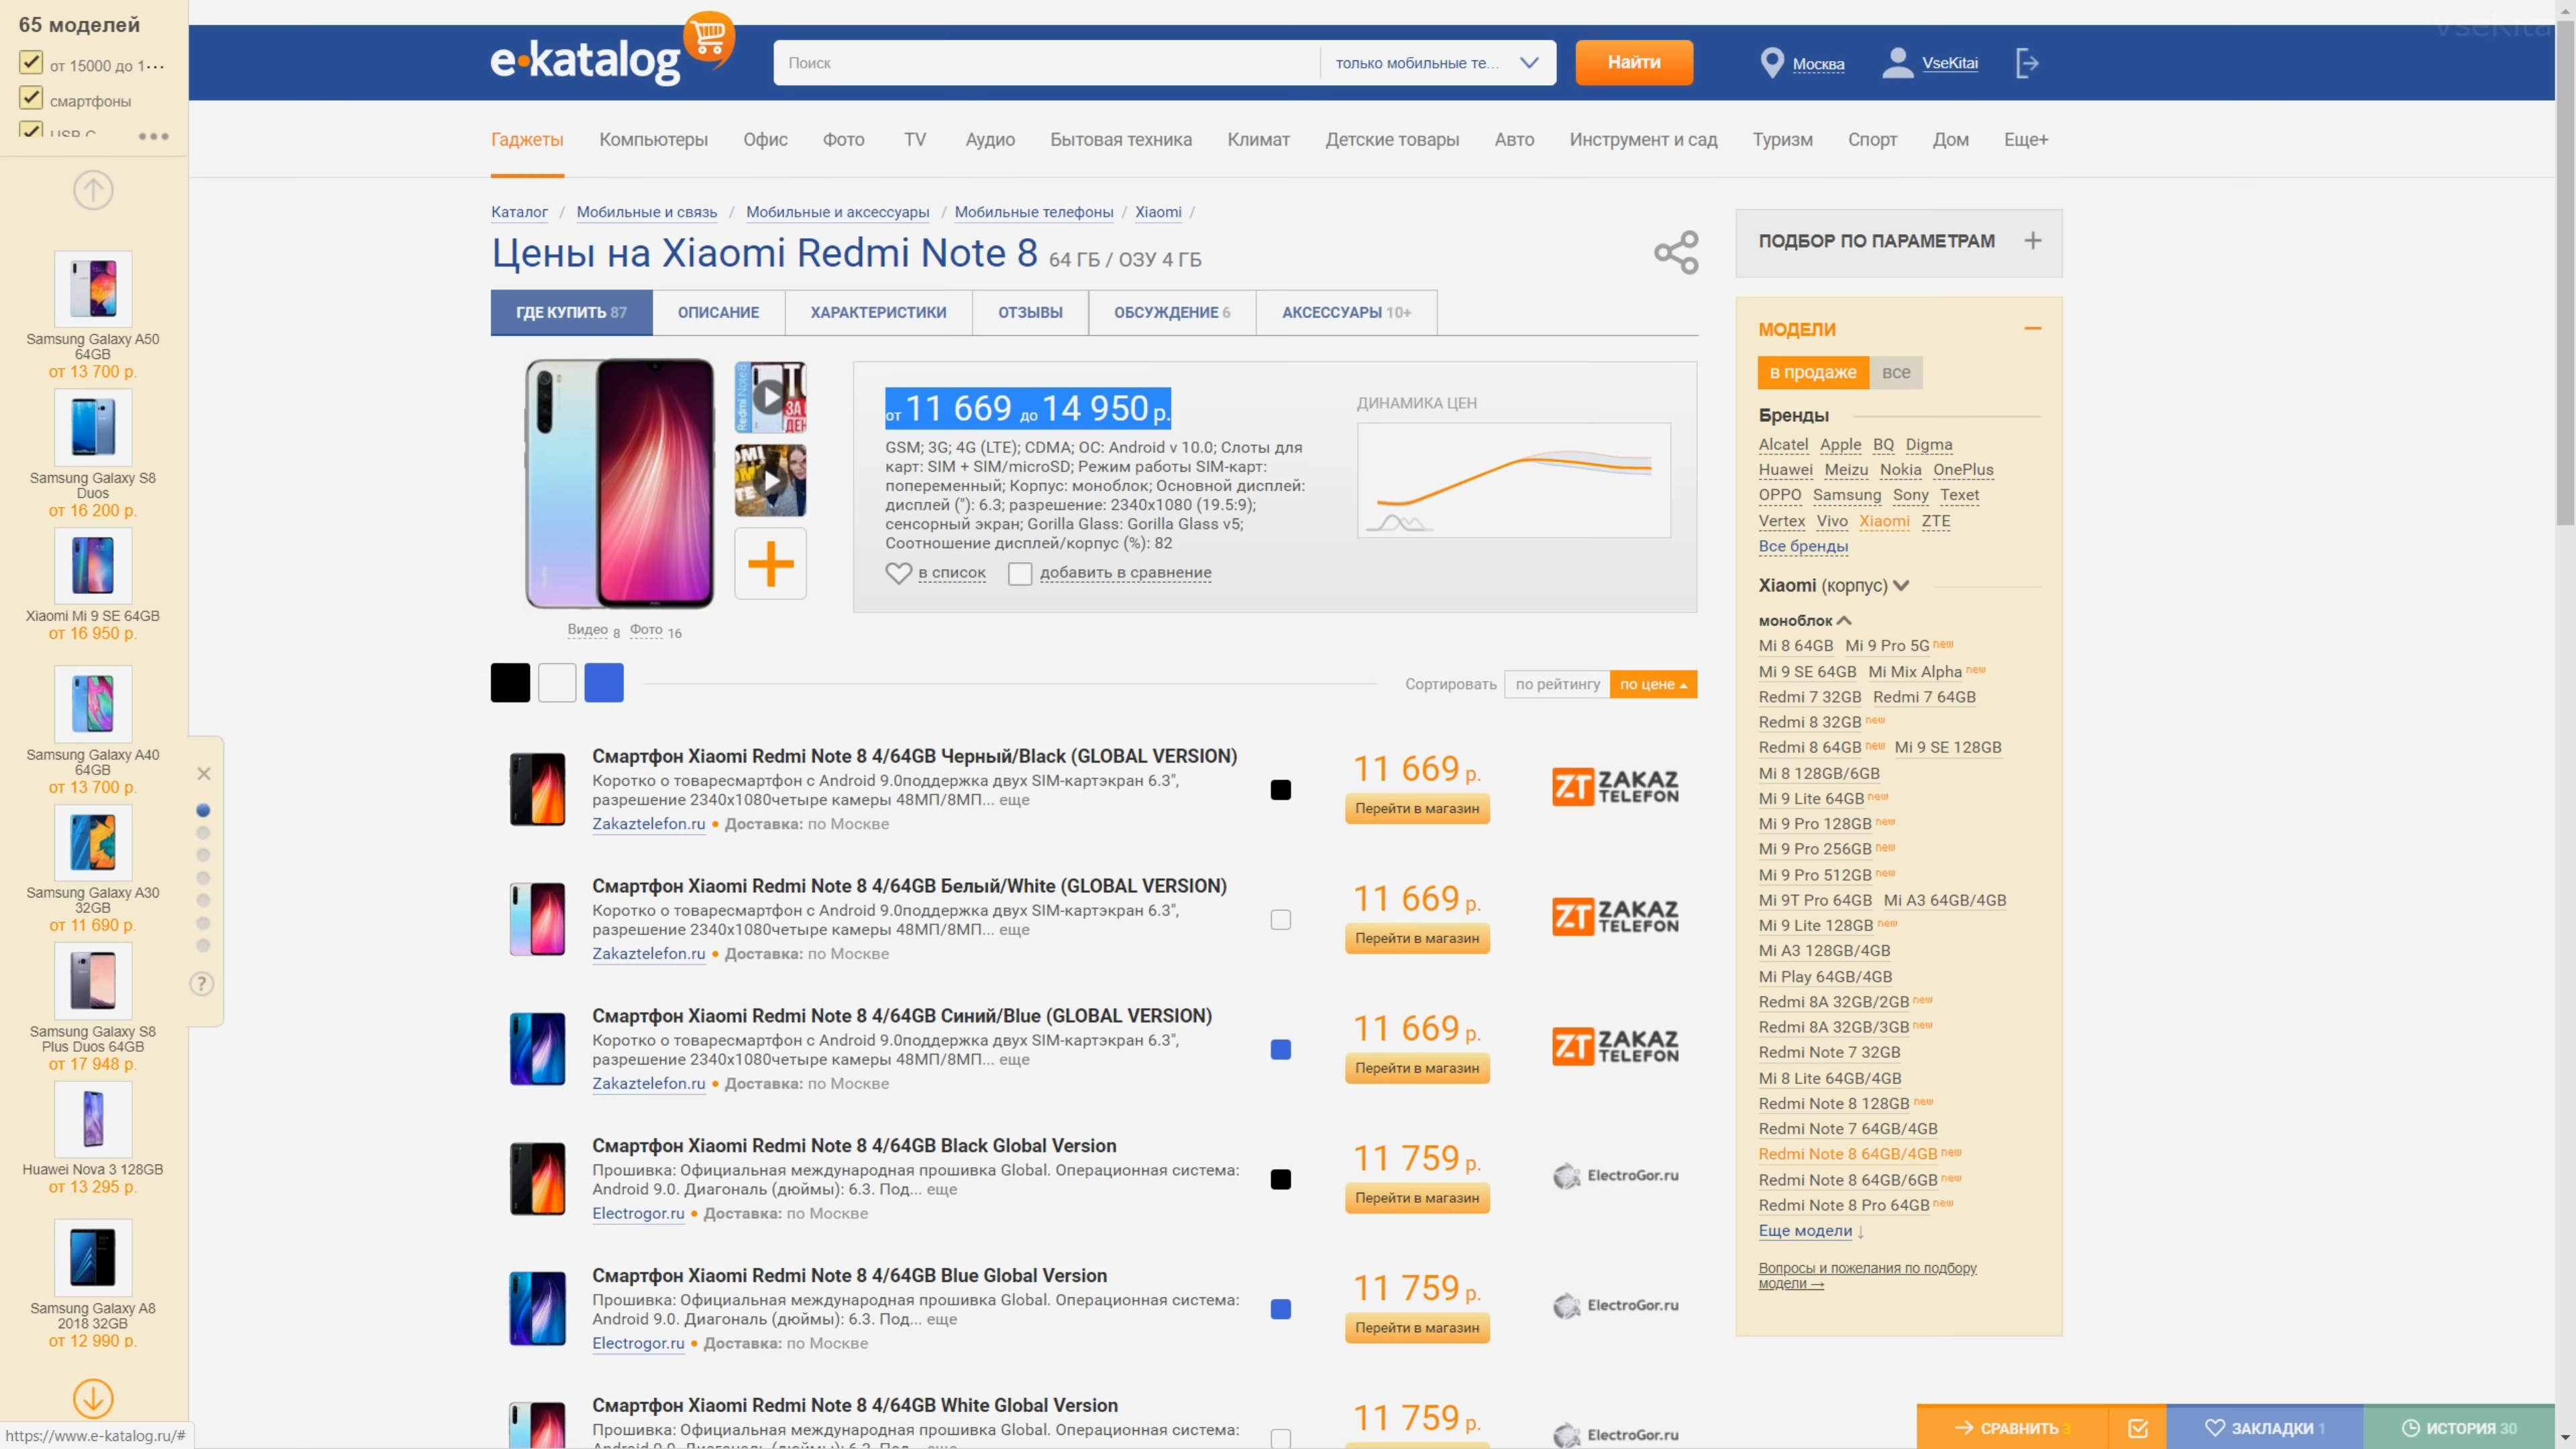 65 моделей
от 15000 до 1...
смартфоны
Samsung Galaxy A50
64GB
от 13 700 р.
Samsung Galaxy S8
Duos
от 16 200 р.
Xiaomi Mi 9 SE 64GB
от 16 950 р.
Samsung Galaxy A40
64GB
от 13 700 р.
Samsung Galaxy A30
32GB
от 11 690 р.
Samsung Galaxy S8
Plus Duos 64GB
от 17 948 р.
Huawei Nova 3 128GB
от 13 295 р.
Samsung Galaxy A8
2018 32GB
от 12 990 р.
https://www.e-katalog.ru/#
e-katalog
Поиск
только мобильные те...
Найти
Москва
VseKitai
Гаджеты Компьютеры Офис Фото TV Аудио Бытовая техника Климат Детские товары Авто Инструмент и сад Туризм Спорт Дом Еще+
Каталог / Мобильные и связь / Мобильные и аксессуары / Мобильные телефоны / Xiaomi /
Цены на Xiaomi Redmi Note 8 64 ГБ / ОЗУ 4 ГБ
ГДЕ КУПИТЬ 87 ОПИСАНИЕ ХАРАКТЕРИСТИКИ ОТЗЫВЫ ОБСУЖДЕНИЕ 6 АКСЕССУАРЫ 10+
от 11 669 до 14 950 р.
GSM; 3G; 4G (LTE); CDMA; ОС: Android v 10.0; Слоты для
карт: SIM + SIM/microSD; Режим работы SIM-карт:
попеременный; Корпус: моноблок; Основной дисплей:
дисплей ("): 6.3; разрешение: 2340x1080 (19.5:9);
сенсорный экран; Gorilla Glass: Gorilla Glass v5;
Соотношение дисплей/корпус (%): 82
в список добавить в сравнение
ДИНАМИКА ЦЕН
Видео 8 Фото 16
Сортировать по рейтингу по цене
Смартфон Xiaomi Redmi Note 8 4/64GB Черный/Black (GLOBAL VERSION)
Коротко о товаресмартфон с Android 9.0поддержка двух SIM-картэкран 6.3",
разрешение 2340x1080четыре камеры 48МП/8МП... еще
Zakaztelefon.ru • Доставка: по Москве
11 669 р.
Перейти в магазин
ZT ZAKAZ
TELEFON
Смартфон Xiaomi Redmi Note 8 4/64GB Белый/White (GLOBAL VERSION)
Коротко о товаресмартфон с Android 9.0поддержка двух SIM-картэкран 6.3",
разрешение 2340x1080четыре камеры 48МП/8МП... еще
Zakaztelefon.ru • Доставка: по Москве
11 669 р.
Перейти в магазин
ZT ZAKAZ
TELEFON
Смартфон Xiaomi Redmi Note 8 4/64GB Синий/Blue (GLOBAL VERSION)
Коротко о товаресмартфон с Android 9.0поддержка двух SIM-картэкран 6.3",
разрешение 2340x1080четыре камеры 48МП/8МП... еще
Zakaztelefon.ru • Доставка: по Москве
11 669 р.
Перейти в магазин
ZT ZAKAZ
TELEFON
Смартфон Xiaomi Redmi Note 8 4/64GB Black Global Version
Прошивка: Официальная международная прошивка Global. Операционная система:
Android 9.0. Диагональ (дюймы): 6.3. Под... еще
Electrogor.ru • Доставка: по Москве
11 759 р.
Перейти в магазин
ElectroGor.ru
Смартфон Xiaomi Redmi Note 8 4/64GB Blue Global Version
Прошивка: Официальная международная прошивка Global. Операционная система:
Android 9.0. Диагональ (дюймы): 6.3. Под... еще
Electrogor.ru • Доставка: по Москве
11 759 р.
Перейти в магазин
ElectroGor.ru
Смартфон Xiaomi Redmi Note 8 4/64GB White Global Version
Прошивка: Официальная международная прошивка Global. Операционная система:
11 759 р.
ElectroGor.ru
ПОДБОР ПО ПАРАМЕТРАМ +
МОДЕЛИ
в продаже все
Бренды
Alcatel Apple BQ Digma
Huawei Meizu Nokia OnePlus
OPPO Samsung Sony Texet
Vertex Vivo Xiaomi ZTE
Все бренды
Xiaomi (корпус)
моноблок
Mi 8 64GB Mi 9 Pro 5G new
Mi 9 SE 64GB Mi Mix Alpha new
Redmi 7 32GB Redmi 7 64GB
Redmi 8 32GB new
Redmi 8 64GB new Mi 9 SE 128GB
Mi 8 128GB/6GB
Mi 9 Lite 64GB new
Mi 9 Pro 128GB new
Mi 9 Pro 256GB new
Mi 9 Pro 512GB new
Mi 9T Pro 64GB Mi A3 64GB/4GB
Mi 9 Lite 128GB new
Mi A3 128GB/4GB
Mi Play 64GB/4GB
Redmi 8A 32GB/2GB new
Redmi 8A 32GB/3GB new
Redmi Note 7 32GB
Mi 8 Lite 64GB/4GB
Redmi Note 8 128GB new
Redmi Note 7 64GB/4GB
Redmi Note 8 64GB/4GB new
Redmi Note 8 64GB/6GB new
Redmi Note 8 Pro 64GB new
Еще модели ↓
Вопросы и пожелания по подбору
модели →
→ СРАВНИТЬ 3
ЗАКЛАДКИ 1
ИСТОРИЯ 30